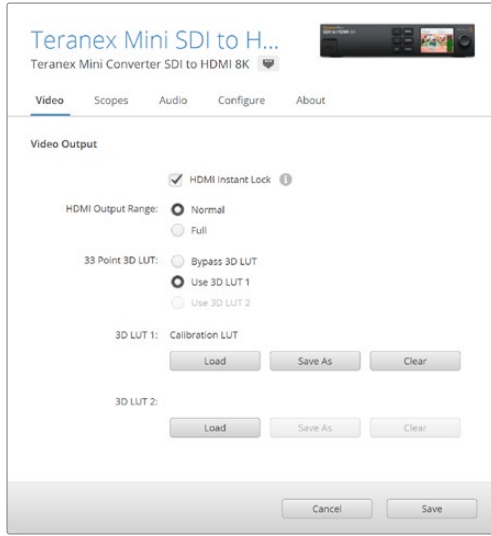 Teranex Mini SDI to H...
Teranex Mini Converter SDI to HDMI 8K
Video Scopes Audio Configure About
Video Output
HDMI Instant Lock
HDMI Output Range: Normal
Full
33 Point 3D LUT: Bypass 3D LUT
Use 3D LUT 1
Use 3D LUT 2
3D LUT 1: Calibration LUT
Load Save As Clear
3D LUT 2:
Load Save As Clear
Cancel Save